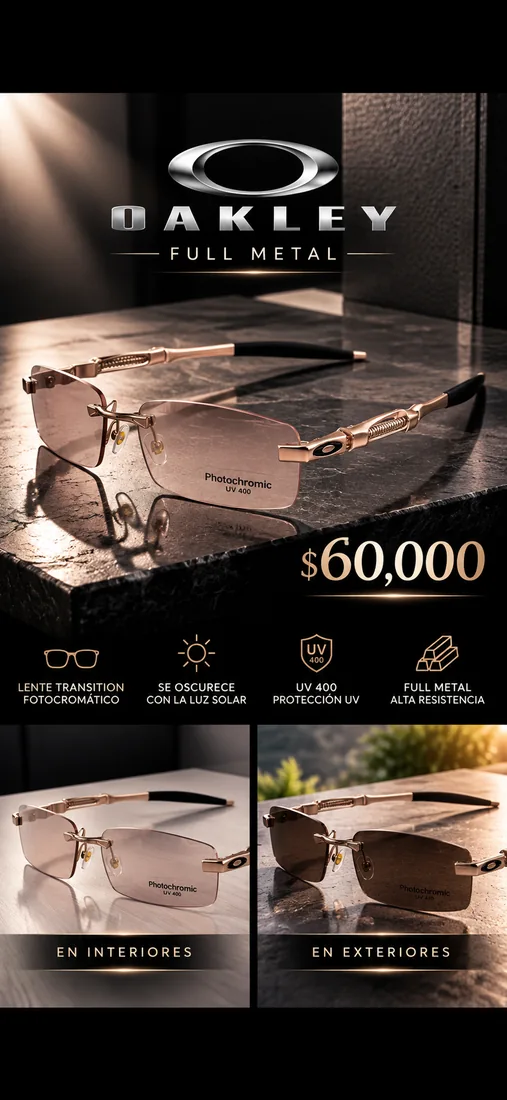 OAKLEY
FULL METAL
Photochromic
UV 400
$60,000
LENTE TRANSITION
FOTOCROMÁTICO
SE OSCURECE
CON LA LUZ SOLAR
UV
400
UV 400
PROTECCIÓN UV
FULL METAL
ALTA RESISTENCIA
Photochromic
UV 400
EN INTERIORES
Photochromic
UV 400
EN EXTERIORES